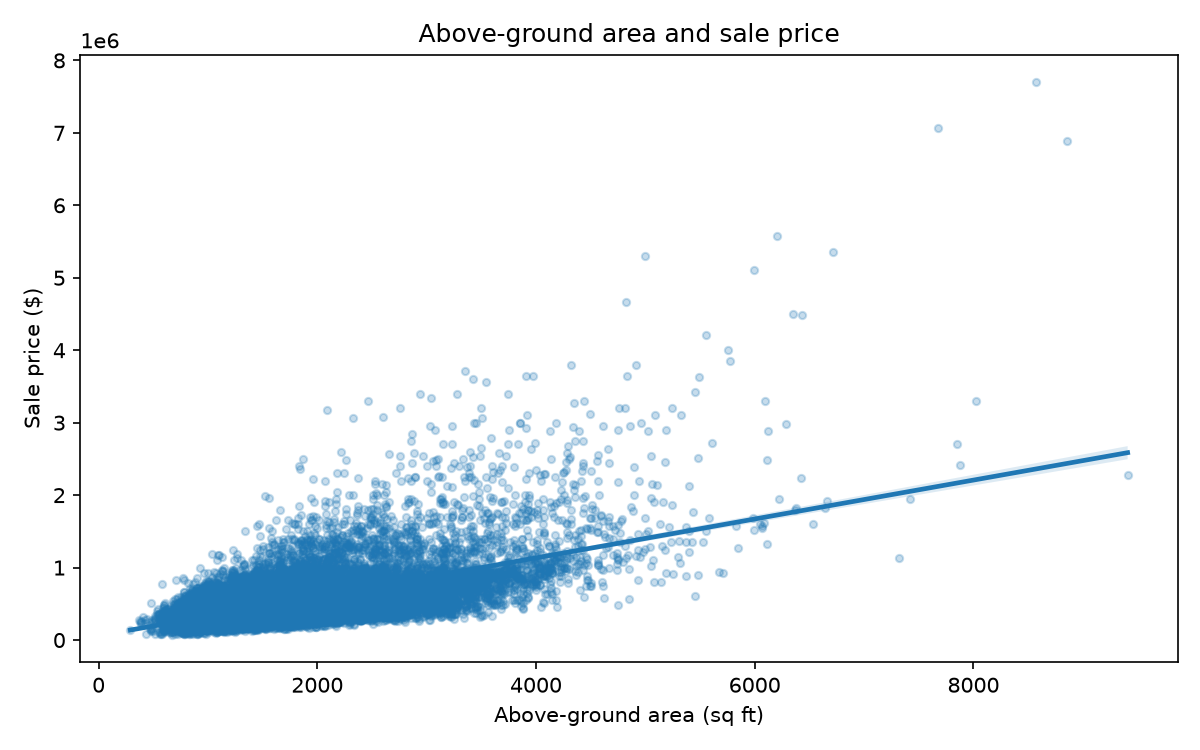 Above-ground area and sale price
1e6
8
7
6
5
4
3
2
1
0
Sale price ($)
0 2000 4000 6000 8000
Above-ground area (sq ft)